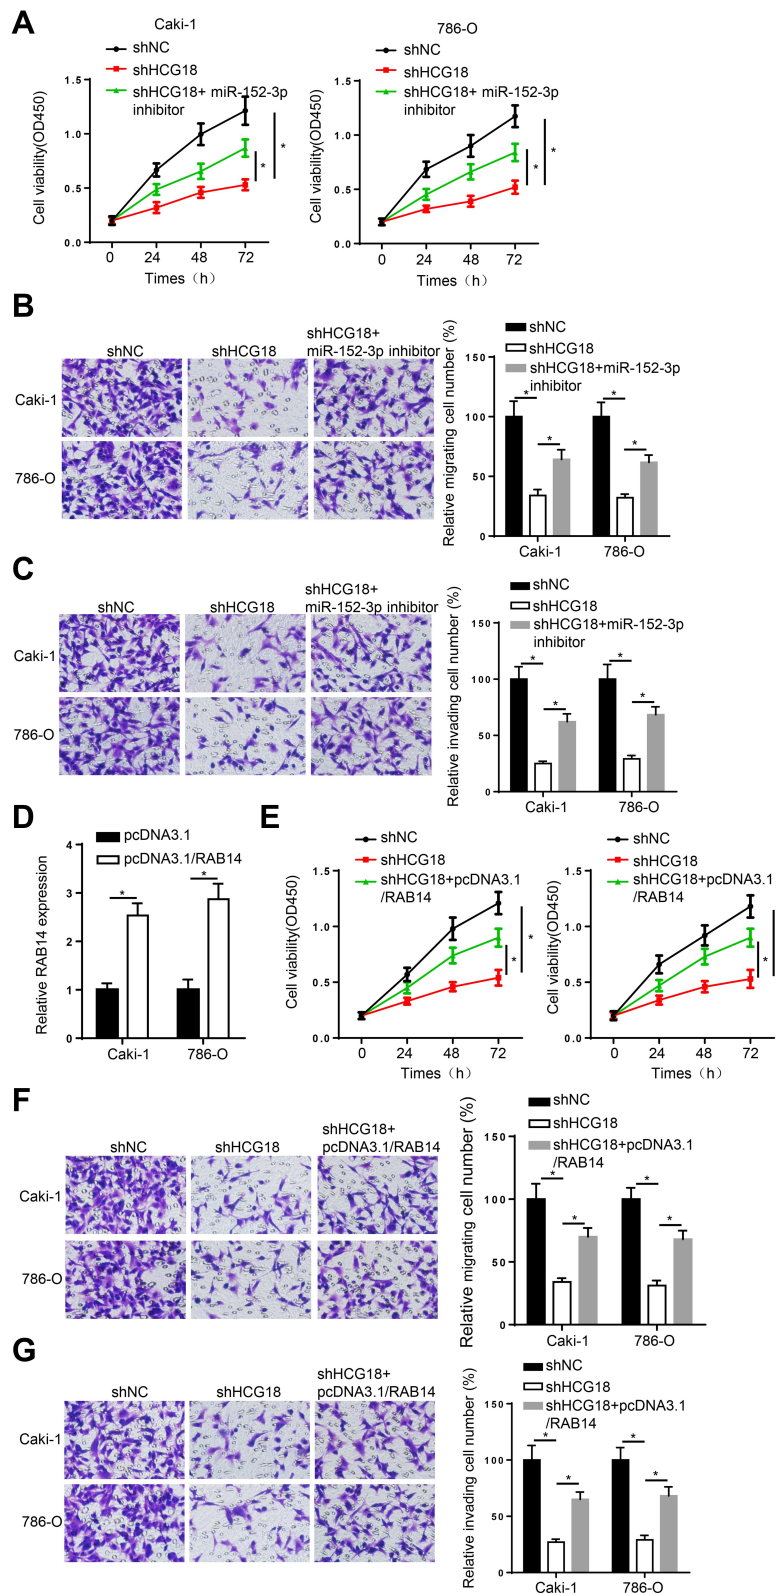 A
Caki-1
shNC
shHCG18
shHCG18+ miR-152-3p
inhibitor
Cell viability(OD450)
1.5
1.0
0.5
0.0
0 24 48 72
Times（h）
*
*
786-O
shNC
shHCG18
shHCG18+ miR-152-3p
inhibitor
Cell viability(OD450)
1.5
1.0
0.5
0.0
0 24 48 72
Times（h）
*
*
B
shNC
shHCG18
shHCG18+
miR-152-3p inhibitor
Caki-1
786-O
shNC
shHCG18
shHCG18+miR-152-3p
inhibitor
Relative migrating cell number (%)
150
100
50
0
* * * *
Caki-1 786-O
C
shNC
shHCG18
shHCG18+
miR-152-3p inhibitor
Caki-1
786-O
shNC
shHCG18
shHCG18+miR-152-3p
inhibitor
Relative invading cell number (%)
150
100
50
0
* * * *
Caki-1 786-O
D
pcDNA3.1
pcDNA3.1/RAB14
Relative RAB14 expression
4
3
2
1
0
* *
Caki-1 786-O
E
shNC
shHCG18
shHCG18+pcDNA3.1
/RAB14
Cell viability(OD450)
1.5
1.0
0.5
0.0
0 24 48 72
Times（h）
*
*
shNC
shHCG18
shHCG18+pcDNA3.1
/RAB14
Cell viability(OD450)
1.5
1.0
0.5
0.0
0 24 48 72
Times（h）
*
*
F
shNC
shHCG18
shHCG18+
pcDNA3.1/RAB14
Caki-1
786-O
shNC
shHCG18
shHCG18+pcDNA3.1
/RAB14
Relative migrating cell number (%)
150
100
50
0
* * * *
Caki-1 786-O
G
shNC
shHCG18
shHCG18+
pcDNA3.1/RAB14
Caki-1
786-O
shNC
shHCG18
shHCG18+pcDNA3.1
/RAB14
Relative invading cell number (%)
150
100
50
0
* * * *
Caki-1 786-O